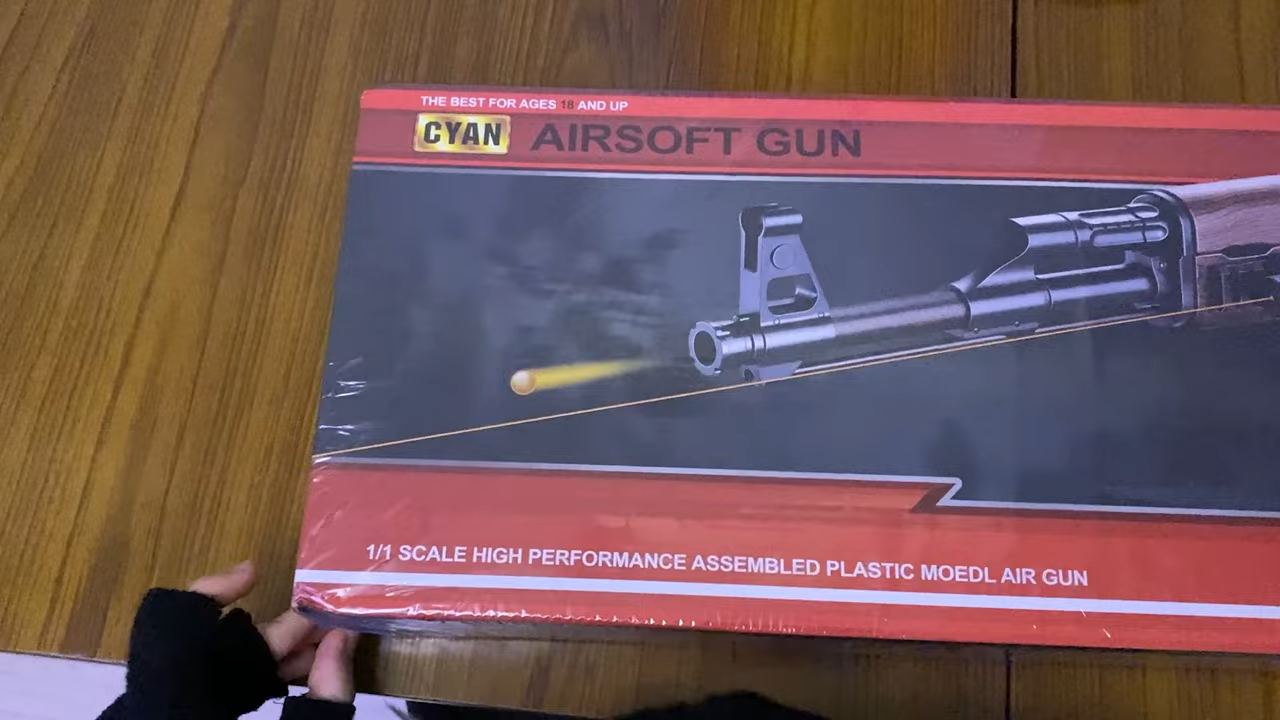 THE BEST FOR AGES 18 AND UP
CYAN AIRSOFT GUN
1/1 SCALE HIGH PERFORMANCE ASSEMBLED PLASTIC MOEDL AIR GUN